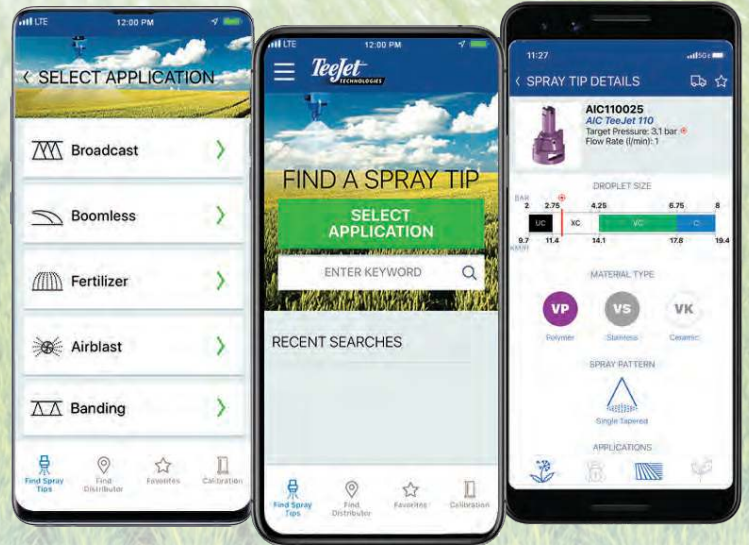 LTE 12:00 PM
SELECT APPLICATION
Broadcast
Boomless
Fertilizer
Airblast
Banding
Find Spray Tips
Find Distributor
Favorites
Calibration
LTE 12:00 PM
TeeJet
TECHNOLOGIES
FIND A SPRAY TIP
SELECT
APPLICATION
ENTER KEYWORD
RECENT SEARCHES
Find Spray Tips
Find Distributor
Favorites
Calibration
11:27
SPRAY TIP DETAILS
AIC110025
AIC TeeJet 110
Target Pressure: 3.1 bar
Flow Rate (l/min): 1
DROPLET SIZE
BAR
2 2.75 4.25 6.75 8
UC XC VC C
9.7 11.4 14.1 17.8 19.4
KM/H
MATERIAL TYPE
VP VS VK
Polymer Stainless Ceramic
SPRAY PATTERN
Single Tapered
APPLICATIONS